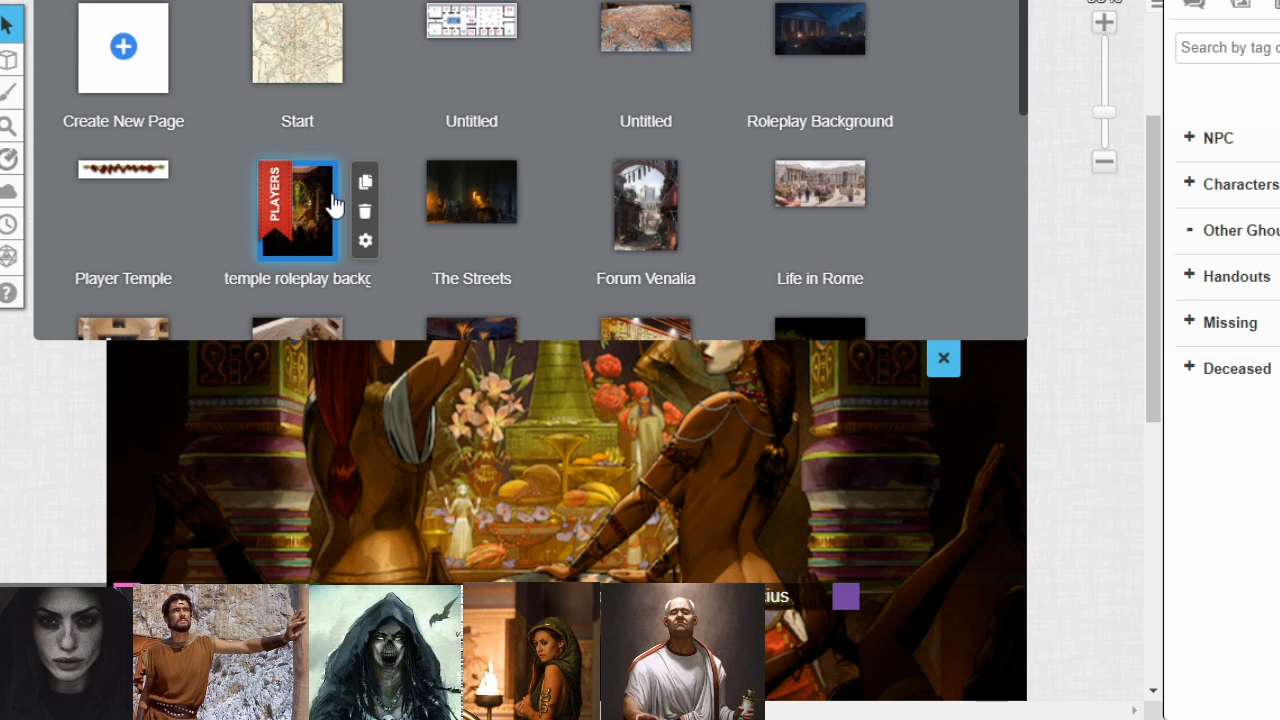 Search by tag o
Create New Page
Start
Untitled
Untitled
Roleplay Background
NPC
Characters
PLAYERS
Other Ghou
Player Temple
temple roleplay backg
The Streets
Forum Venalia
Life in Rome
Handouts
Missing
Deceased
cius